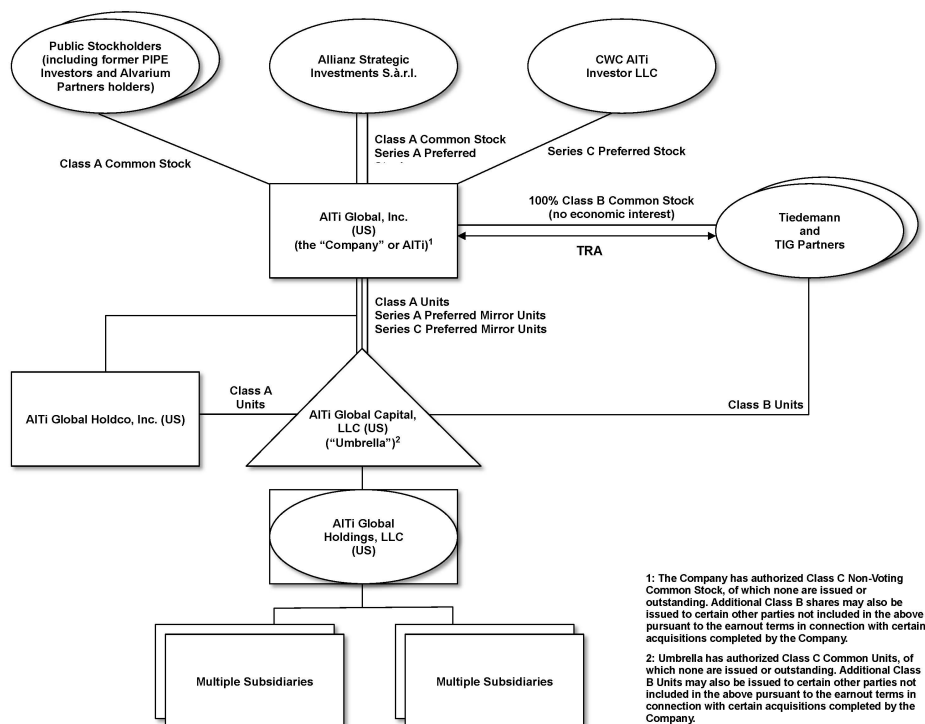 Public Stockholders
(including former PIPE
Investors and Alvarium
Partners holders)
Allianz Strategic
Investments S.à.r.l.
CWC AlTi
Investor LLC
Class A Common Stock
Class A Common Stock
Series A Preferred
Series C Preferred Stock
AlTi Global, Inc.
(US)
(the “Company” or AlTi)1
100% Class B Common Stock
(no economic interest)
TRA
Tiedemann
and
TIG Partners
Class A Units
Series A Preferred Mirror Units
Series C Preferred Mirror Units
AlTi Global Holdco, Inc. (US)
Class A
Units
AlTi Global Capital,
LLC (US)
(“Umbrella”)2
Class B Units
AlTi Global
Holdings, LLC
(US)
Multiple Subsidiaries
Multiple Subsidiaries
1: The Company has authorized Class C Non-Voting
Common Stock, of which none are issued or
outstanding. Additional Class B shares may also be
issued to certain other parties not included in the above
pursuant to the earnout terms in connection with certain
acquisitions completed by the Company.
2: Umbrella has authorized Class C Common Units, of
which none are issued or outstanding. Additional Class
B Units may also be issued to certain other parties not
included in the above pursuant to the earnout terms in
connection with certain acquisitions completed by the
Company.